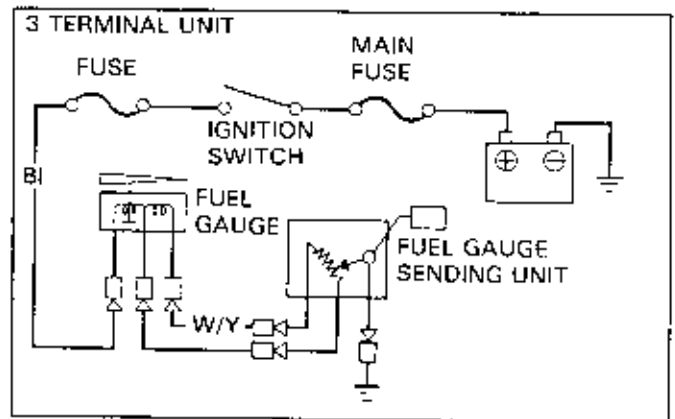 3 TERMINAL UNIT
FUSE
MAIN
FUSE
IGNITION
SWITCH
Bl
FUEL
GAUGE
FUEL GAUGE
SENDING UNIT
W/Y